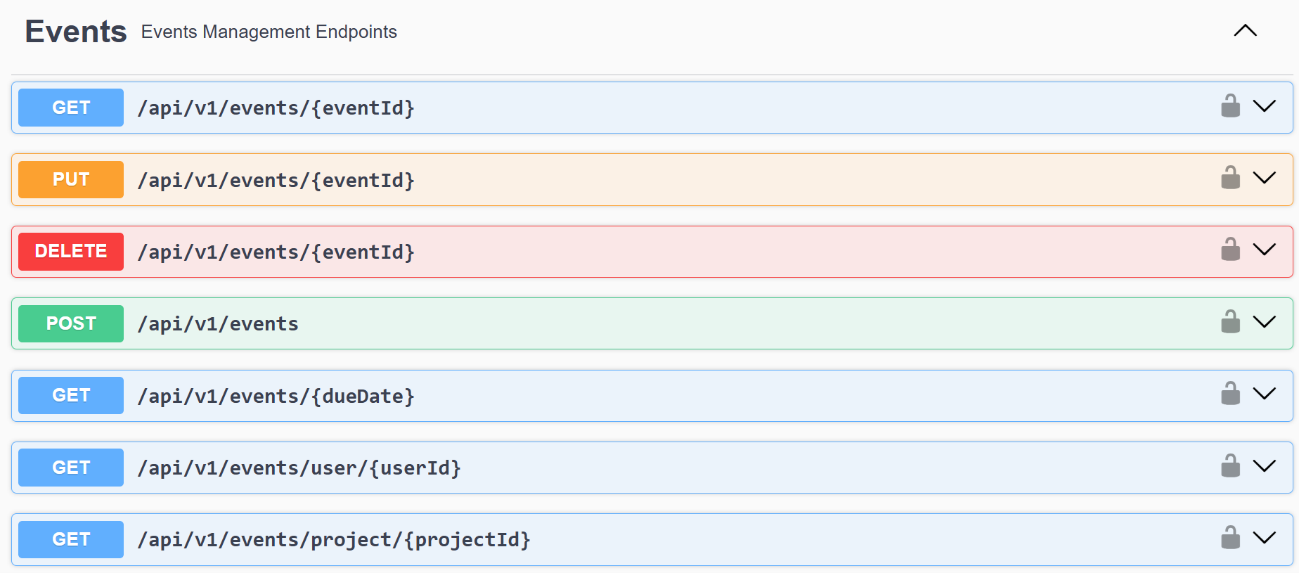 Events Events Management Endpoints
GET /api/v1/events/{eventId}
PUT /api/v1/events/{eventId}
DELETE /api/v1/events/{eventId}
POST /api/v1/events
GET /api/v1/events/{dueDate}
GET /api/v1/events/user/{userId}
GET /api/v1/events/project/{projectId}